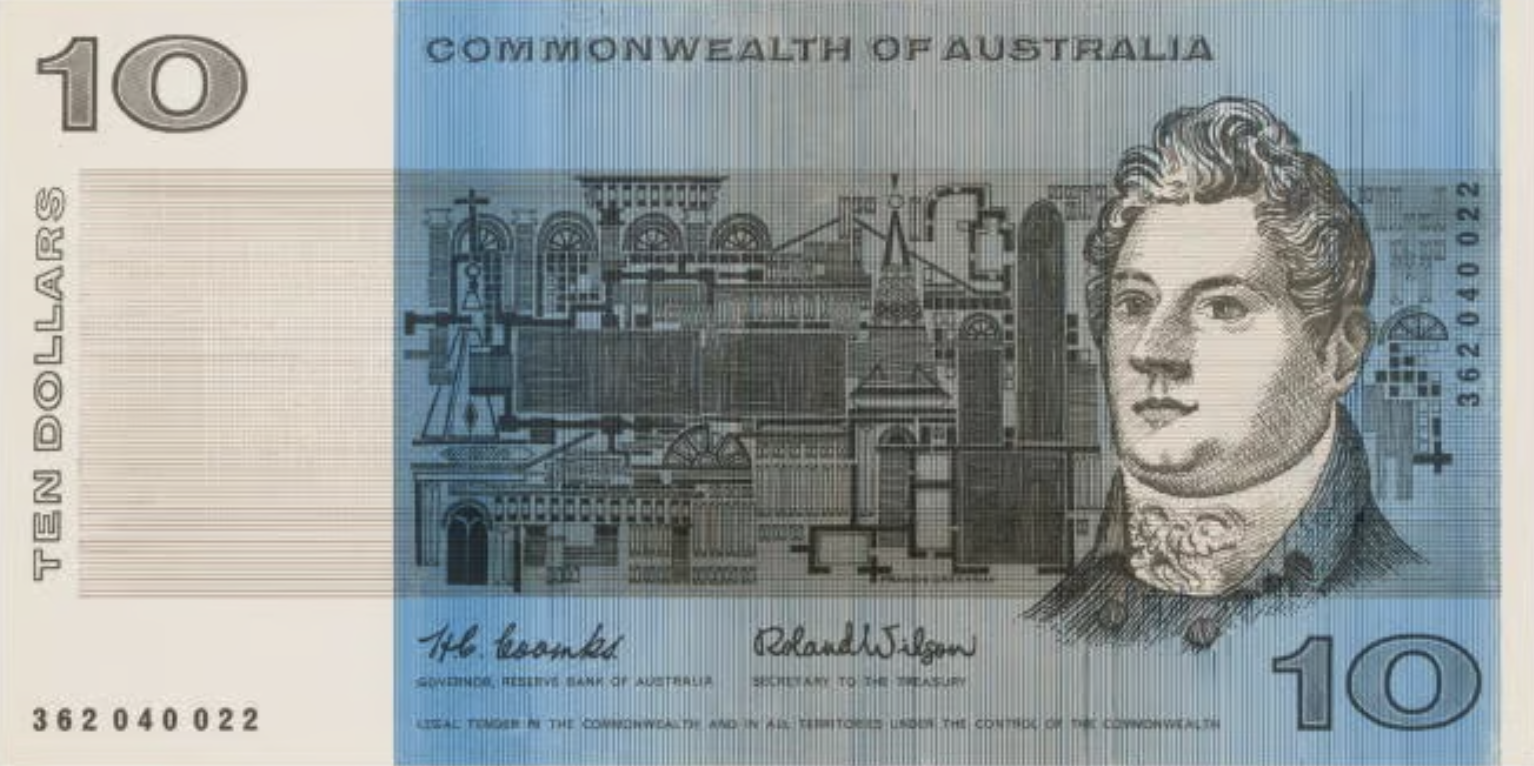 10
COMMONWEALTH OF AUSTRALIA
TEN DOLLARS
362 040 022
FRANCIS GREENWAY
H.C. Coombs
Roland Wilson
GOVERNOR, RESERVE BANK OF AUSTRALIA
SECRETARY TO THE TREASURY
362 040 022
LEGAL TENDER IN THE COMMONWEALTH AND IN ALL TERRITORIES UNDER THE CONTROL OF THE COMMONWEALTH
10